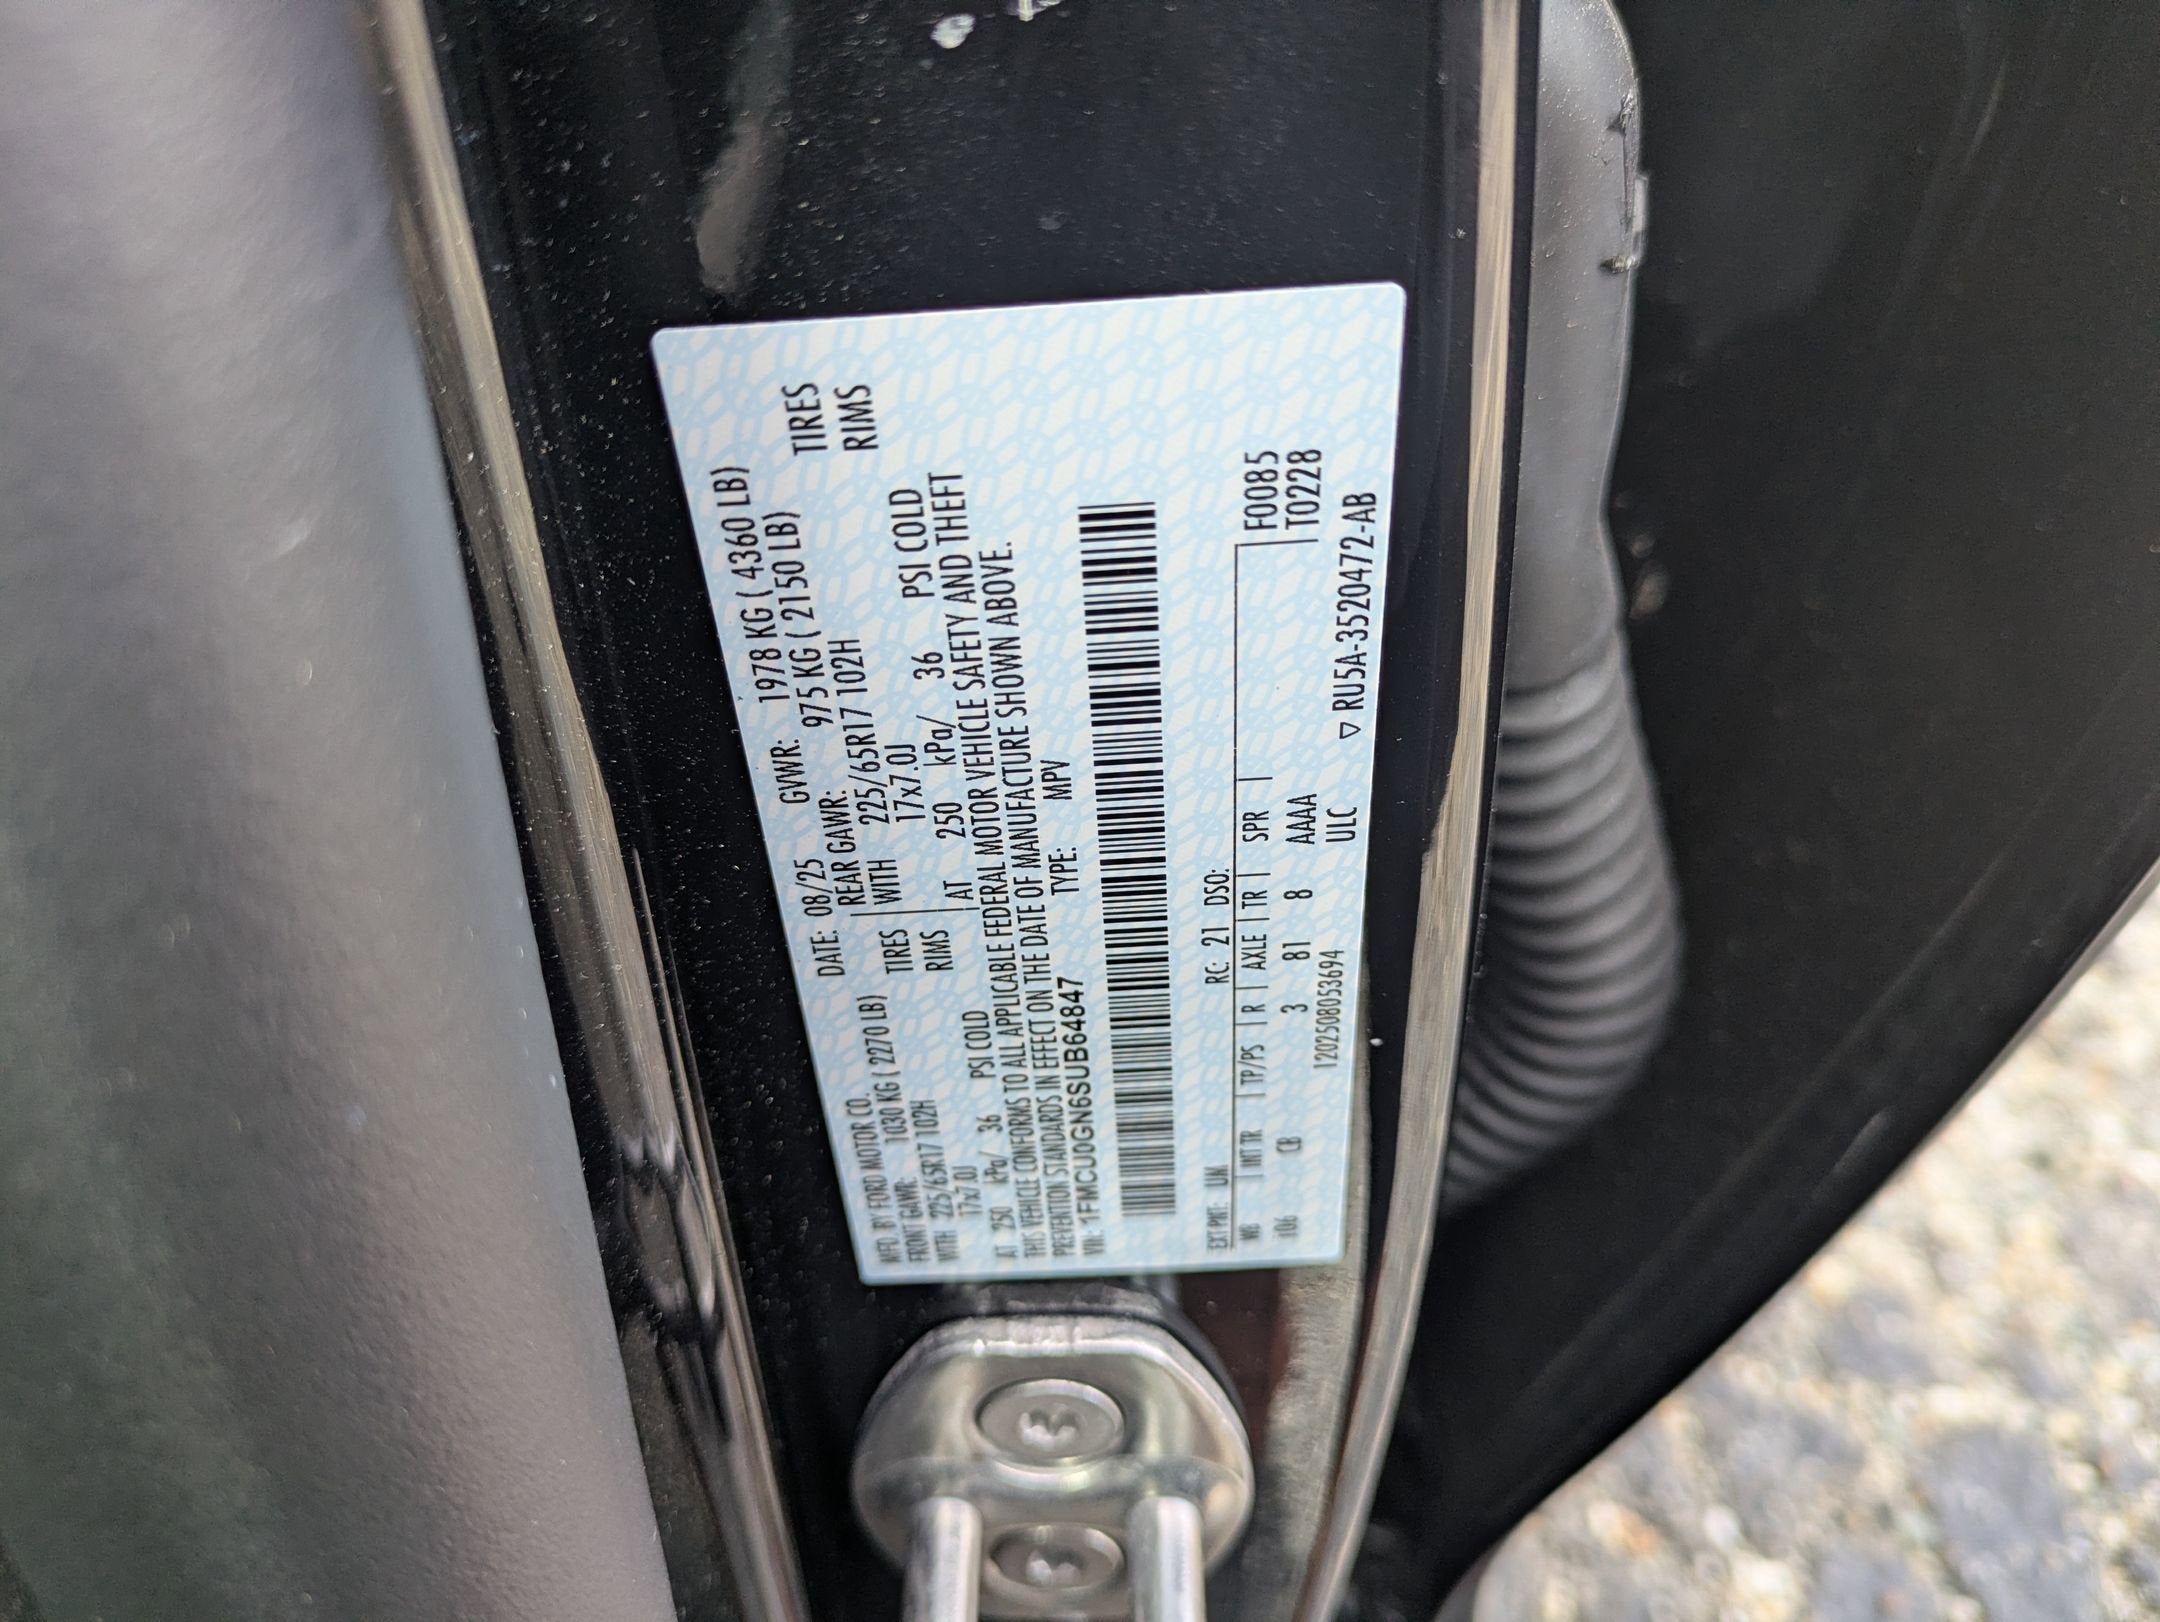 MFD. BY FORD MOTOR CO. DATE: 08/25 GVWR: 1978 KG ( 4360 LB)
FRONT GAWR: 1030 KG ( 2270 LB) REAR GAWR: 975 KG ( 2150 LB)
WITH 225/65R17 102H TIRES WITH 225/65R17 102H TIRES
17x7.0J RIMS 17x7.0J RIMS
AT 250 kPa/ 36 PSI COLD AT 250 kPa/ 36 PSI COLD
THIS VEHICLE CONFORMS TO ALL APPLICABLE FEDERAL MOTOR VEHICLE SAFETY AND THEFT
PREVENTION STANDARDS IN EFFECT ON THE DATE OF MANUFACTURE SHOWN ABOVE.
VIN: 1FMCU0GN6SUB64847 TYPE: MPV
EXT PNT: UM RC: 21 DSO: F0085
WB | INT TR | TP/PS | R | AXLE | TR | SPR | T0228
106 CB 3 81 8 AAAA
1202508053694 ULC ▽ RU5A-3520472-AB